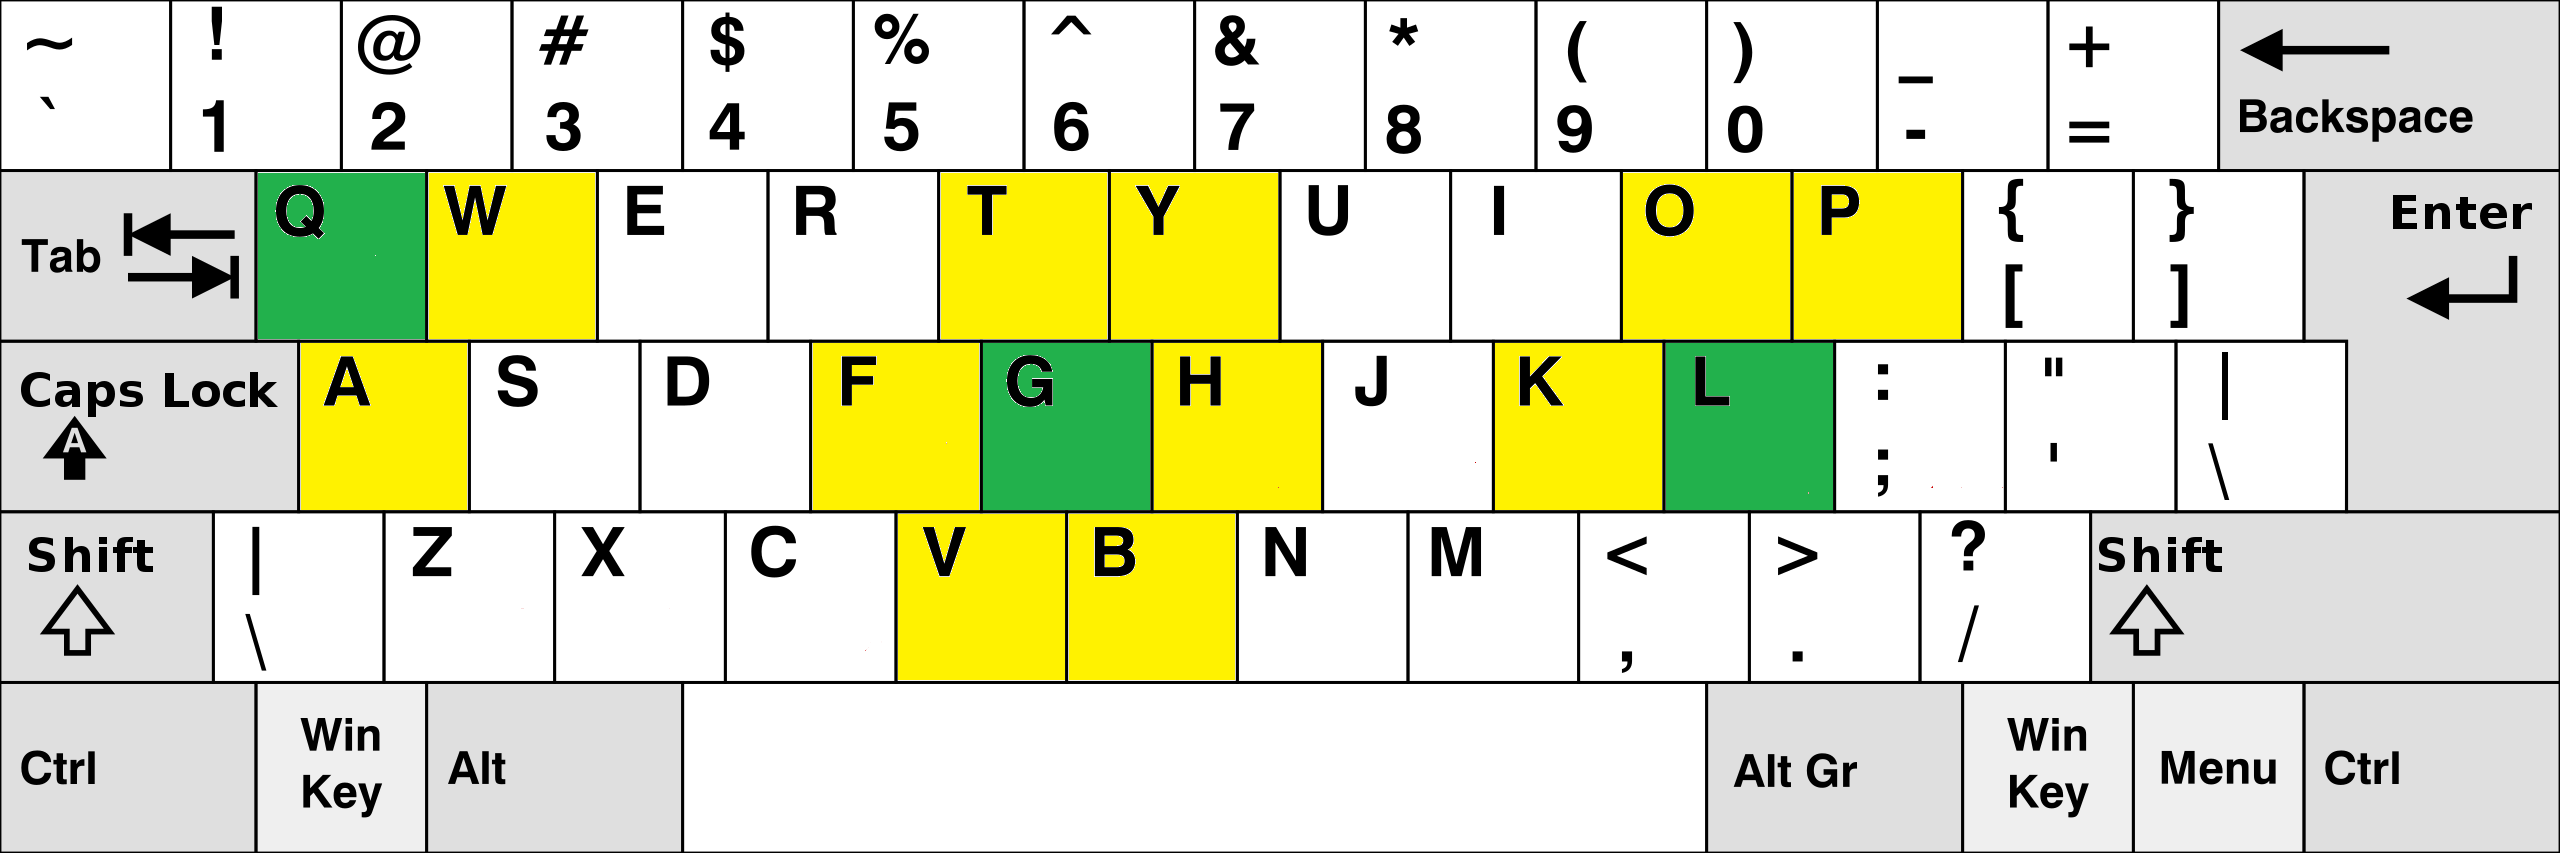 ~ ! @ # $ % ^ & * ( ) _ +
` 1 2 3 4 5 6 7 8 9 0 - = Backspace
Tab Q W E R T Y U I O P { } Enter
[ ]
Caps Lock A S D F G H J K L : " |
A ; ' \
Shift | Z X C V B N M < > ? Shift
\ , . /
Ctrl Win Key Alt Alt Gr Win Key Menu Ctrl